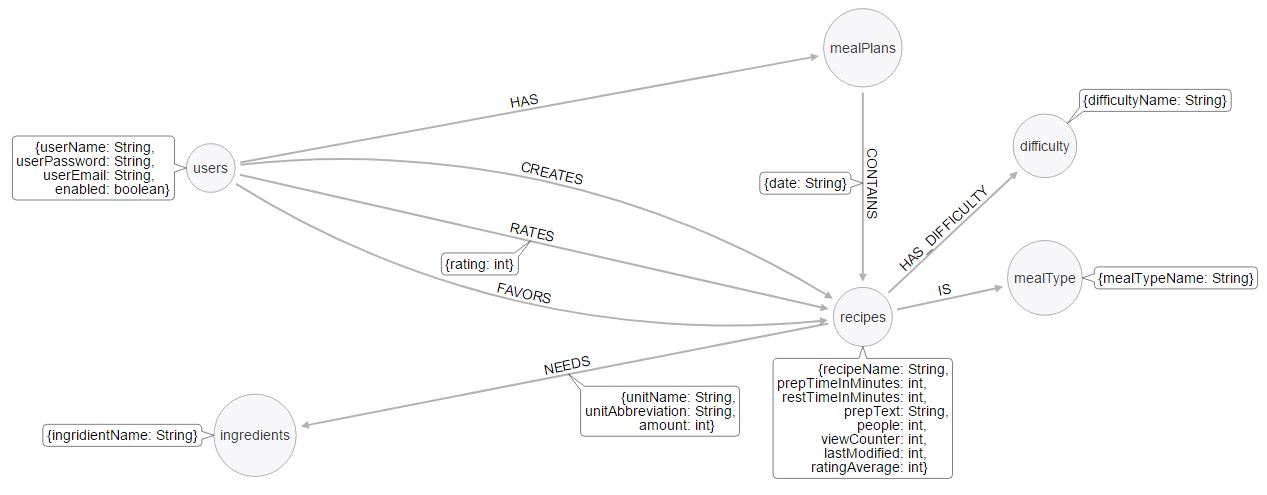 mealPlans
{difficultyName: String}
HAS
difficulty
{userName: String,
userPassword: String,
userEmail: String,
enabled: boolean}
users
CREATES
{date: String}
CONTAINS
HAS_DIFFICULTY
RATES
{rating: int}
mealType
{mealTypeName: String}
FAVORS
IS
recipes
NEEDS
{recipeName: String,
prepTimeInMinutes: int,
restTimeInMinutes: int,
prepText: String,
people: int,
viewCounter: int,
lastModified: int,
ratingAverage: int}
{unitName: String,
unitAbbreviation: String,
amount: int}
{ingridientName: String}
ingredients